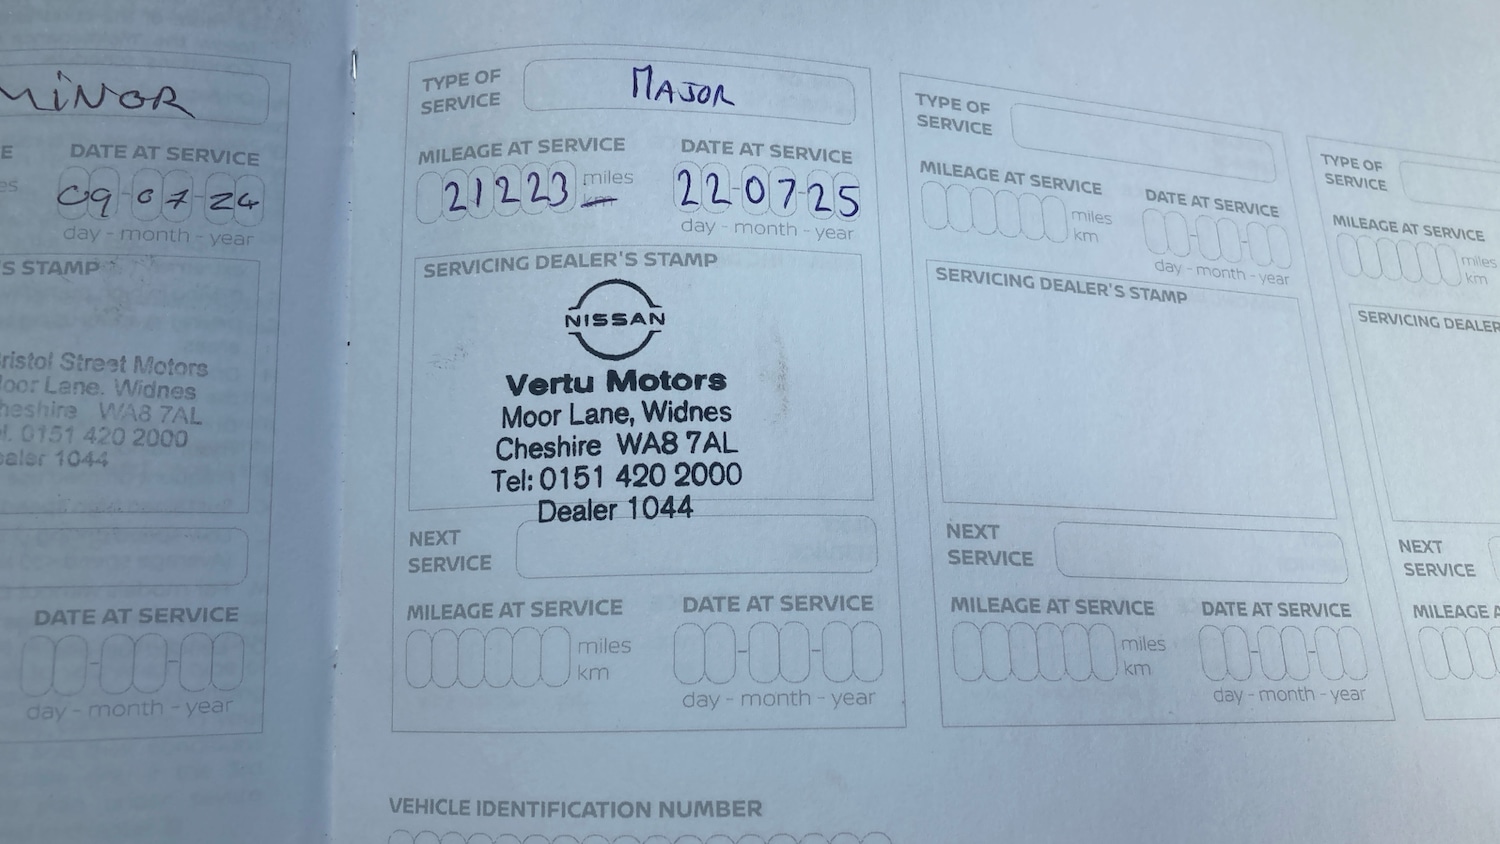 MINOR
DATE AT SERVICE
09-07-24
day - month - year
STAMP
Street Motors
Lane, Widnes
WA8 7AL
0151 420 2000
1044
DATE AT SERVICE
day - month - year
TYPE OF
SERVICE
MAJOR
MILEAGE AT SERVICE
21223 miles
km
DATE AT SERVICE
22-07-25
day - month - year
SERVICING DEALER'S STAMP
NISSAN
Vertu Motors
Moor Lane, Widnes
Cheshire WA8 7AL
Tel: 0151 420 2000
Dealer 1044
NEXT
SERVICE
MILEAGE AT SERVICE
miles
km
DATE AT SERVICE
day - month - year
VEHICLE IDENTIFICATION NUMBER
TYPE OF
SERVICE
MILEAGE AT SERVICE
miles
km
DATE AT SERVICE
day - month - year
SERVICING DEALER'S STAMP
NEXT
SERVICE
MILEAGE AT SERVICE
miles
km
DATE AT SERVICE
day - month - year
TYPE OF
SERVICE
MILEAGE AT SERVICE
miles
km
SERVICING DEALER
NEXT
SERVICE
MILEAGE